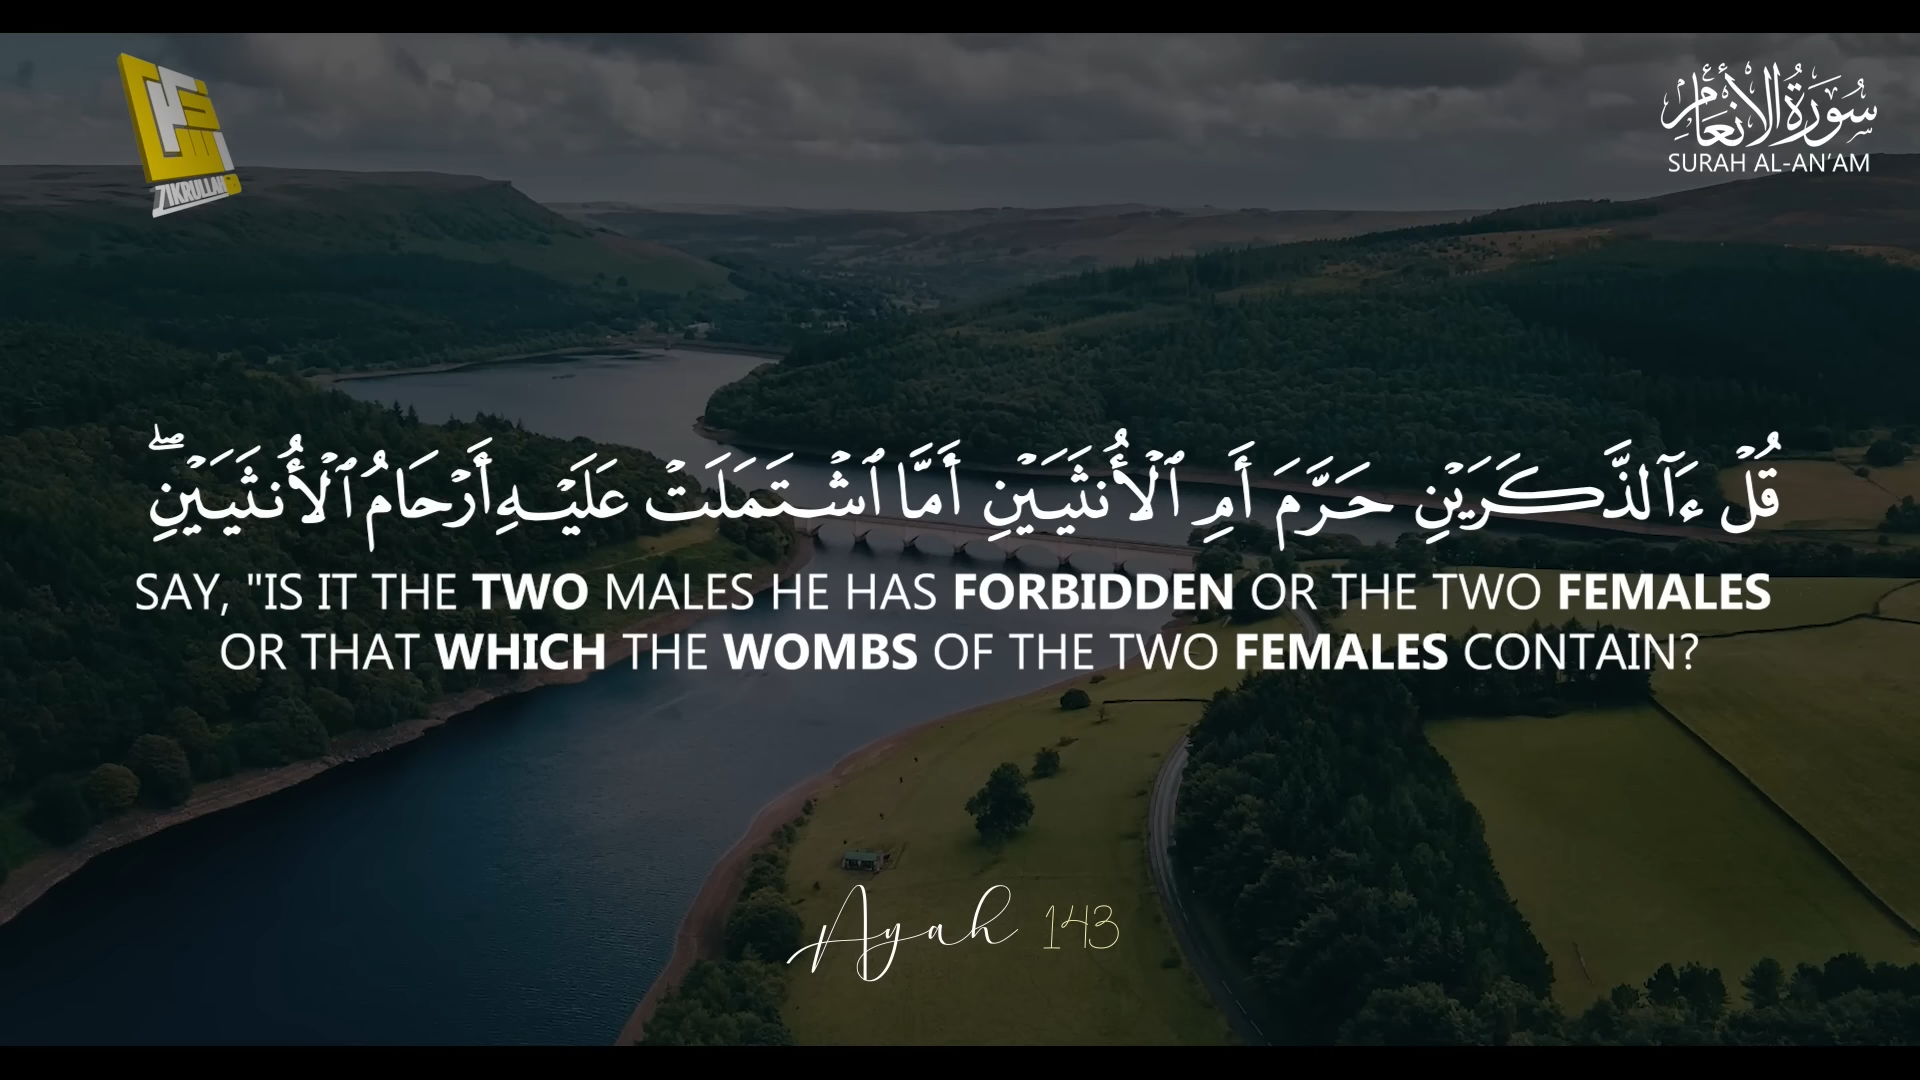 ZIKRULLAH
سُورَةُ الْأَنْعَامِ
SURAH AL-AN'AM
قُلْ ءَآلذَّكَرَيْنِ حَرَّمَ أَمِ ٱلْأُنثَيَيْنِ أَمَّا ٱشْتَمَلَتْ عَلَيْهِ أَرْحَامُ ٱلْأُنثَيَيْنِ ۖ
SAY, "IS IT THE TWO MALES HE HAS FORBIDDEN OR THE TWO FEMALES
OR THAT WHICH THE WOMBS OF THE TWO FEMALES CONTAIN?
Ayah 143